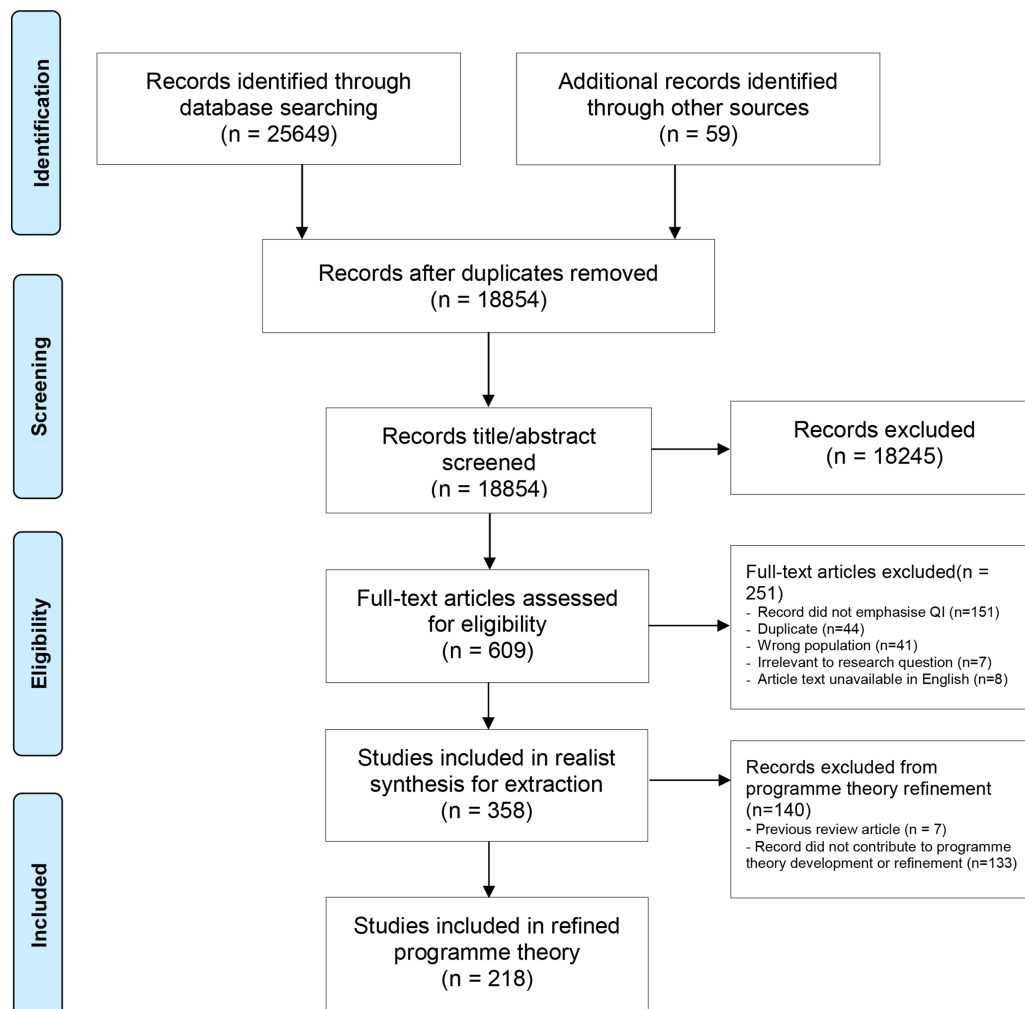 Identification
Records identified through
database searching
(n = 25649)
Additional records identified
through other sources
(n = 59)
Records after duplicates removed
(n = 18854)
Screening
Records title/abstract
screened
(n = 18854)
Records excluded
(n = 18245)
Eligibility
Full-text articles assessed
for eligibility
(n = 609)
Full-text articles excluded(n =
251)
- Record did not emphasise QI (n=151)
- Duplicate (n=44)
- Wrong population (n=41)
- Irrelevant to research question (n=7)
- Article text unavailable in English (n=8)
Studies included in realist
synthesis for extraction
(n = 358)
Records excluded from
programme theory refinement
(n=140)
- Previous review article (n = 7)
- Record did not contribute to programme
theory development or refinement (n=133)
Included
Studies included in refined
programme theory
(n = 218)